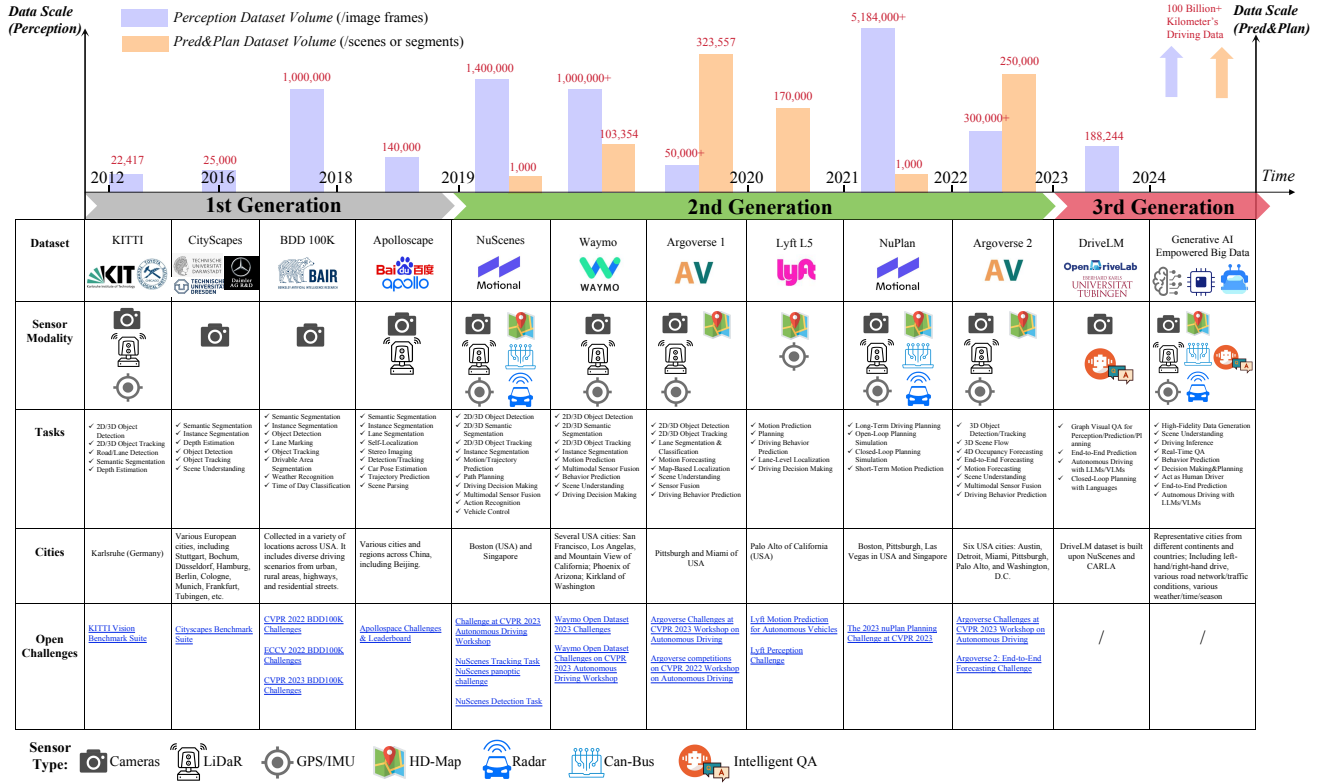 Data Scale
(Perception)
Perception Dataset Volume (/image frames)
Pred&Plan Dataset Volume (/scenes or segments)
22,417
25,000
1,000,000
140,000
1,400,000
1,000
1,000,000+
103,354
50,000+
323,557
170,000
5,184,000+
1,000
300,000+
250,000
188,244
100 Billion+
Kilometer's
Driving Data
Data Scale
(Pred&Plan)
2012
2016
2018
2019
2020
2021
2022
2023
2024
Time
1st Generation
2nd Generation
3rd Generation
Dataset
KITTI
KIT
Karlsruhe Institute of Technology
CityScapes
TECHNISCHE
UNIVERSITÄT
DARMSTADT
TECHNISCHE
UNIVERSITÄT
DRESDEN
Daimler
AG R&D
BDD 100K
BAIR
BERKELEY ARTIFICIAL INTELLIGENCE RESEARCH
Apolloscape
Baidu百度
apollo
NuScenes
Motional
Waymo
WAYMO
Argoverse 1
AV
Lyft L5
lyft
NuPlan
Motional
Argoverse 2
AV
DriveLM
OpenDriveLab
EBERHARD KARLS
UNIVERSITÄT
TÜBINGEN
Generative AI
Empowered Big Data
Sensor
Modality
Q
A
Q
A
Tasks
✓ 2D/3D Object
Detection
✓ 2D/3D Object Tracking
✓ Road/Lane Detection
✓ Semantic Segmentation
✓ Depth Estimation
✓ Semantic Segmentation
✓ Instance Segmentation
✓ Depth Estimation
✓ Object Detection
✓ Object Tracking
✓ Scene Understanding
✓ Semantic Segmentation
✓ Instance Segmentation
✓ Object Detection
✓ Lane Marking
✓ Object Tracking
✓ Drivable Area
Segmentation
✓ Weather Recognition
✓ Time of Day Classification
✓ Semantic Segmentation
✓ Instance Segmentation
✓ Lane Segmentation
✓ Self-Localization
✓ Stereo Imaging
✓ Detection/Tracking
✓ Car Pose Estimation
✓ Trajectory Prediction
✓ Scene Parsing
✓ 2D/3D Object Detection
✓ 2D/3D Semantic
Segmentation
✓ 2D/3D Object Tracking
✓ Instance Segmentation
✓ Motion/Trajectory
Prediction
✓ Path Planning
✓ Driving Decision Making
✓ Multimodal Sensor Fusion
✓ Action Recognition
✓ Vehicle Control
✓ 2D/3D Object Detection
✓ 2D/3D Semantic
Segmentation
✓ 2D/3D Object Tracking
✓ Instance Segmentation
✓ Motion Prediction
✓ Multimodal Sensor Fusion
✓ Behavior Prediction
✓ Scene Understanding
✓ Driving Decision Making
✓ 2D/3D Object Detection
✓ 2D/3D Object Tracking
✓ Lane Segmentation &
Classification
✓ Motion Forecasting
✓ Map-Based Localization
✓ Scene Understanding
✓ Sensor Fusion
✓ Driving Behavior Prediction
✓ Motion Prediction
✓ Planning
✓ Driving Behavior
Prediction
✓ Lane-Level Localization
✓ Driving Decision Making
✓ Long-Term Driving Planning
✓ Open-Loop Planning
Simulation
✓ Closed-Loop Planning
Simulation
✓ Short-Term Motion Prediction
✓ 3D Object
Detection/Tracking
✓ 3D Scene Flow
✓ 4D Occupancy Forecasting
✓ End-to-End Forecasting
✓ Motion Forecasting
✓ Scene Understanding
✓ Multimodal Sensor Fusion
✓ Driving Behavior Prediction
✓ Graph Visual QA for
Perception/Prediction/Pl
anning
✓ End-to-End Prediction
✓ Autonomous Driving
with LLMs/VLMs
✓ Closed-Loop Planning
with Languages
✓ High-Fidelity Data Generation
✓ Scene Understanding
✓ Driving Inference
✓ Real-Time QA
✓ Behavior Prediction
✓ Decision Making&Planning
✓ Act as Human Driver
✓ End-to-End Prediction
✓ Autonomous Driving with
LLMs/VLMs
Cities
Karlsruhe (Germany)
Various European
cities, including
Stuttgart, Bochum,
Düsseldorf, Hamburg,
Berlin, Cologne,
Munich, Frankfurt,
Tubingen, etc.
Collected in a variety of
locations across USA. It
includes diverse driving
scenarios from urban,
rural areas, highways,
and residential streets.
Various cities and
regions across China,
including Beijing.
Boston (USA) and
Singapore
Several USA cities: San
Francisco, Los Angelas,
and Mountain View of
California; Phoenix of
Arizona; Kirkland of
Washington
Pittsburgh and Miami of
USA
Palo Alto of California
(USA)
Boston, Pittsburgh, Las
Vegas in USA and Singapore
Six USA cities: Austin,
Detroit, Miami, Pittsburgh,
Palo Alto, and Washington,
D.C.
DriveLM dataset is built
upon NuScenes and
CARLA
Representative cities from
different continents and
countries; Including left-
hand/right-hand drive,
various road network/traffic
conditions, various
weather/time/season
Open
Challenges
KITTI Vision
Benchmark Suite
Cityscapes Benchmark
Suite
CVPR 2022 BDD100K
Challenges
ECCV 2022 BDD100K
Challenges
CVPR 2023 BDD100K
Challenges
Apollospace Challenges
& Leaderboard
Challenge at CVPR 2023
Autonomous Driving
Workshop
NuScenes Tracking Task
NuScenes panoptic
challenge
NuScenes Detection Task
Waymo Open Dataset
2023 Challenges
Waymo Open Dataset
Challenges on CVPR
2023 Autonomous
Driving Workshop
Argoverse Challenges at
CVPR 2023 Workshop on
Autonomous Driving
Argoverse competitions
on CVPR 2022 Workshop
on Autonomous Driving
Lyft Motion Prediction
for Autonomous Vehicles
Lyft Perception
Challenge
The 2023 nuPlan Planning
Challenge at CVPR 2023
Argoverse Challenges at
CVPR 2023 Workshop on
Autonomous Driving
Argoverse 2: End-to-End
Forecasting Challenge
/
/
Sensor
Type:
Cameras
LiDaR
GPS/IMU
HD-Map
Radar
Can-Bus
Q
A
Intelligent QA